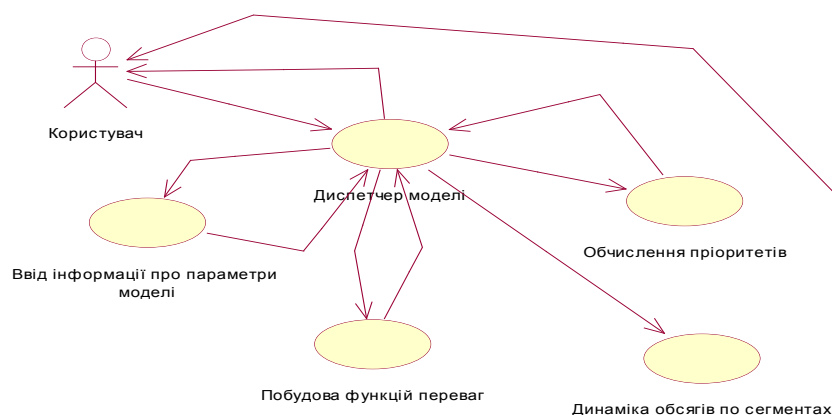 Користувач
Диспетчер моделі
Обчислення пріоритетів
Ввід інформації про параметри
моделі
Побудова функцій переваг
Динаміка обсягів по сегментах